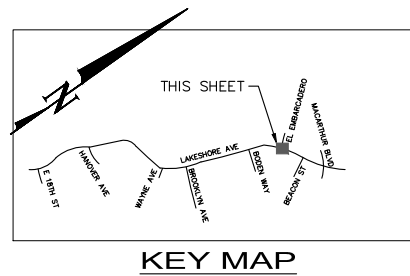 N
THIS SHEET
E 18TH ST
HANOVER AVE
WAYNE AVE
BROOKLYN AVE
LAKESHORE AVE
BODEN WAY
EL EMBARCADERO
BEACON ST
MACARTHUR BLVD
KEY MAP